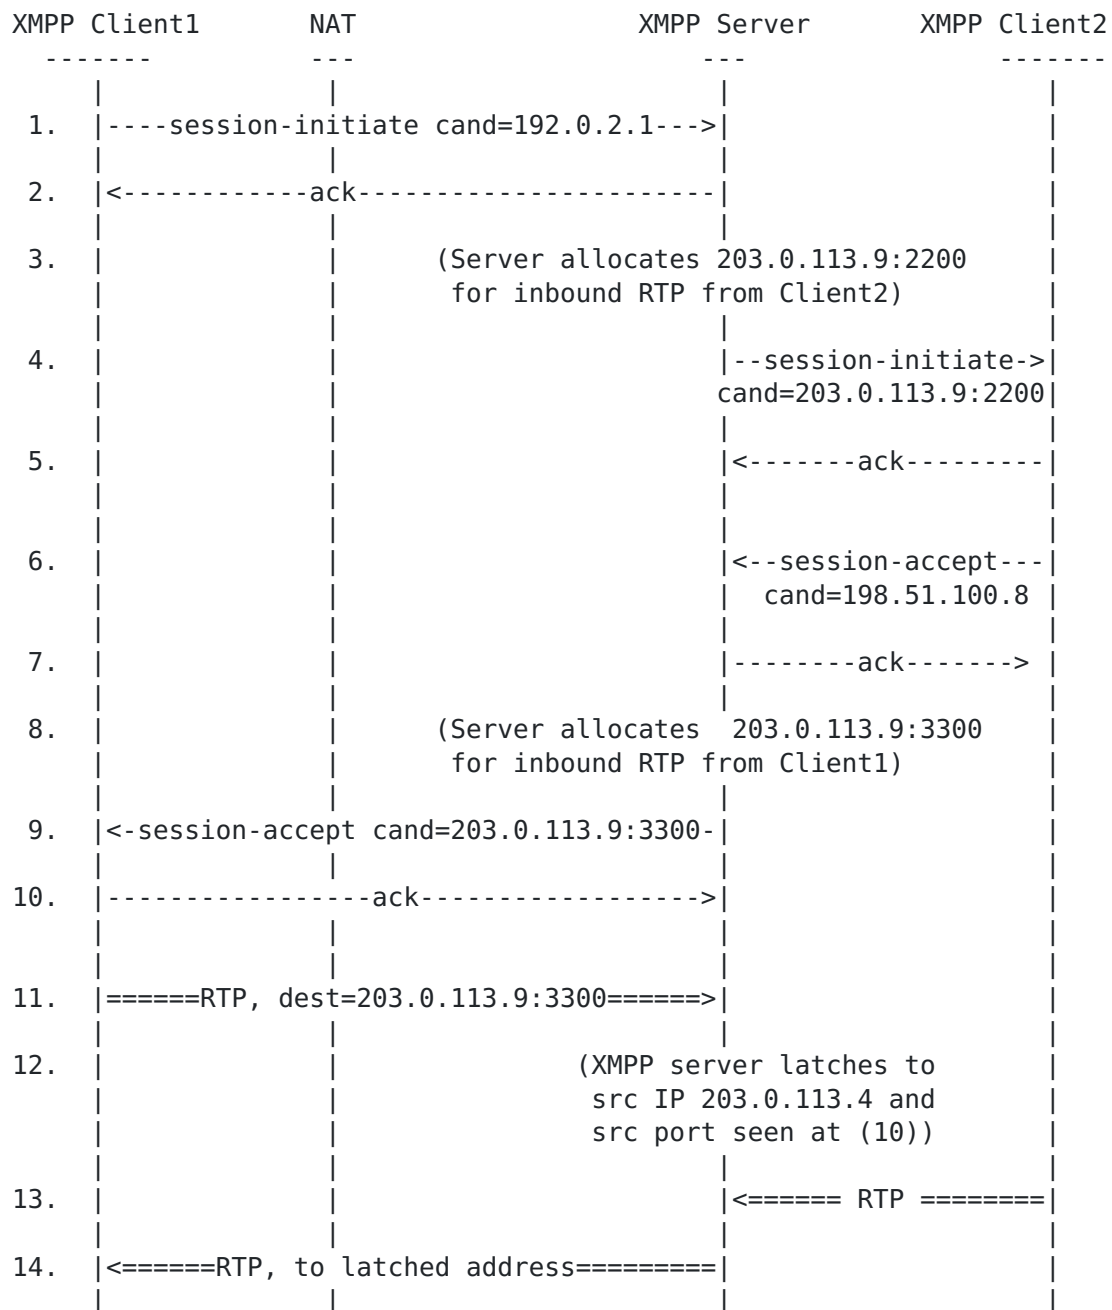 XMPP Client1       NAT                  XMPP Server       XMPP Client2
  -------          ---                      ---                -------
     |              |                        |                    |
 1.  |----session-initiate cand=192.0.2.1--->|                    |
     |              |                        |                    |
 2.  |<------------ack-----------------------|                    |
     |              |                        |                    |
 3.  |              |      (Server allocates 203.0.113.9:2200     |
     |              |       for inbound RTP from Client2)         |
     |              |                        |                    |
 4.  |              |                        |--session-initiate->|
     |              |                        cand=203.0.113.9:2200|
     |              |                        |                    |
 5.  |              |                        |<-------ack---------|
     |              |                        |                    |
     |              |                        |                    |
 6.  |              |                        |<--session-accept---|
     |              |                        |  cand=198.51.100.8 |
     |              |                        |                    |
 7.  |              |                        |--------ack-------> |
     |              |                        |                    |
 8.  |              |      (Server allocates  203.0.113.9:3300    |
     |              |       for inbound RTP from Client1)         |
     |              |                        |                    |
 9.  |<-session-accept cand=203.0.113.9:3300-|                    |
     |              |                        |                    |
10.  |-----------------ack------------------>|                    |
     |              |                        |                    |
     |              |                        |                    |
11.  |======RTP, dest=203.0.113.9:3300======>|                    |
     |              |                        |                    |
12.  |              |               (XMPP server latches to       |
     |              |                src IP 203.0.113.4 and       |
     |              |                src port seen at (10))       |
     |              |                        |                    |
13.  |              |                        |<====== RTP ========|
     |              |                        |                    |
14.  |<======RTP, to latched address=========|                    |
     |              |                        |                    |